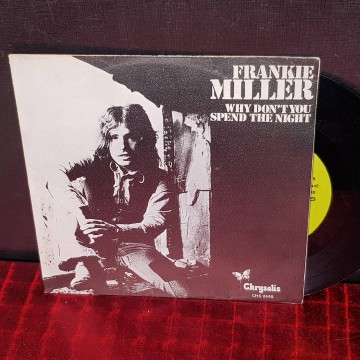 FRANKIE
MILLER
WHY DON'T YOU
SPEND THE NIGHT
Chrysalis